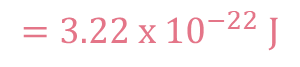 = 3.22 x 10⁻²² J